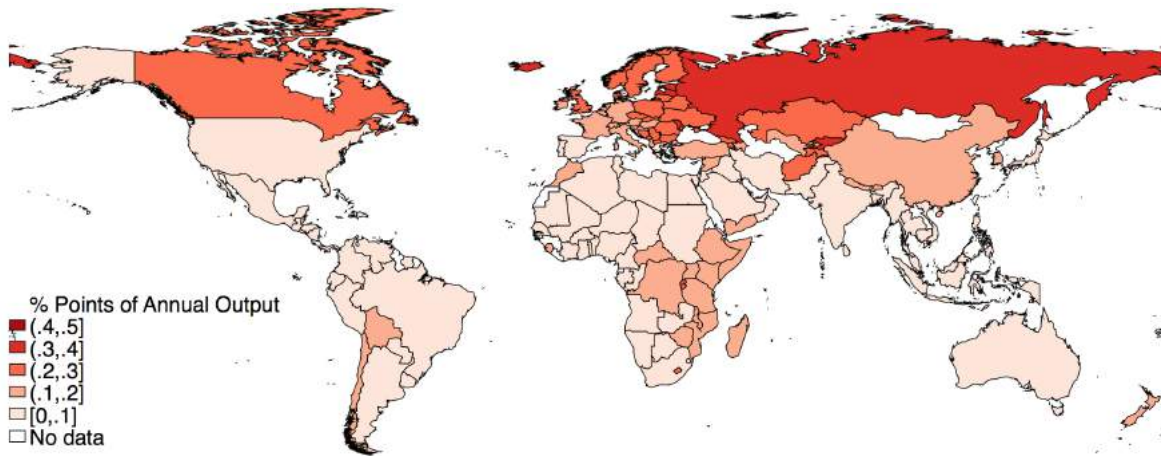 % Points of Annual Output
(.4,.5]
(.3,.4]
(.2,.3]
(.1,.2]
[0,.1]
No data